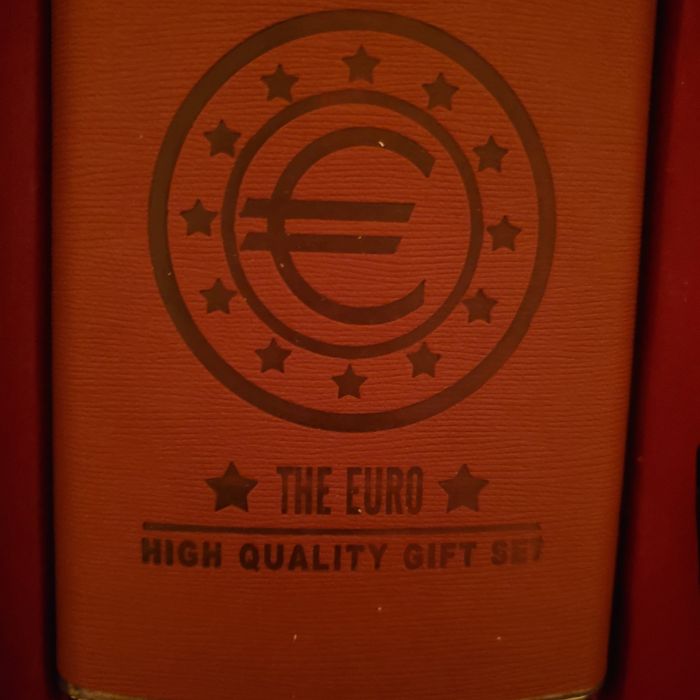 €
THE EURO
HIGH QUALITY GIFT SET